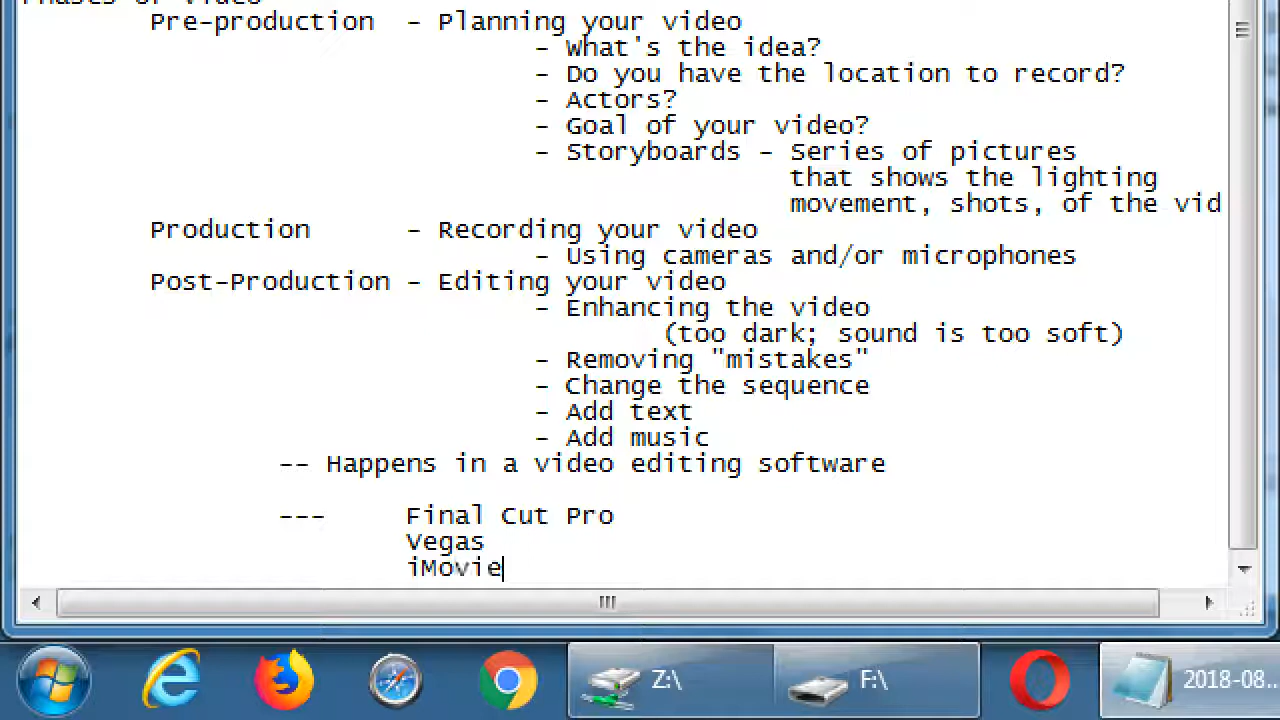 Phases of Video
Pre-production - Planning your video
- What's the idea?
- Do you have the location to record?
- Actors?
- Goal of your video?
- Storyboards - Series of pictures
that shows the lighting
movement, shots, of the vid
Production - Recording your video
- Using cameras and/or microphones
Post-Production - Editing your video
- Enhancing the video
(too dark; sound is too soft)
- Removing "mistakes"
- Change the sequence
- Add text
- Add music
-- Happens in a video editing software
--- Final Cut Pro
Vegas
iMovie
Z:\
F:\
2018-08...